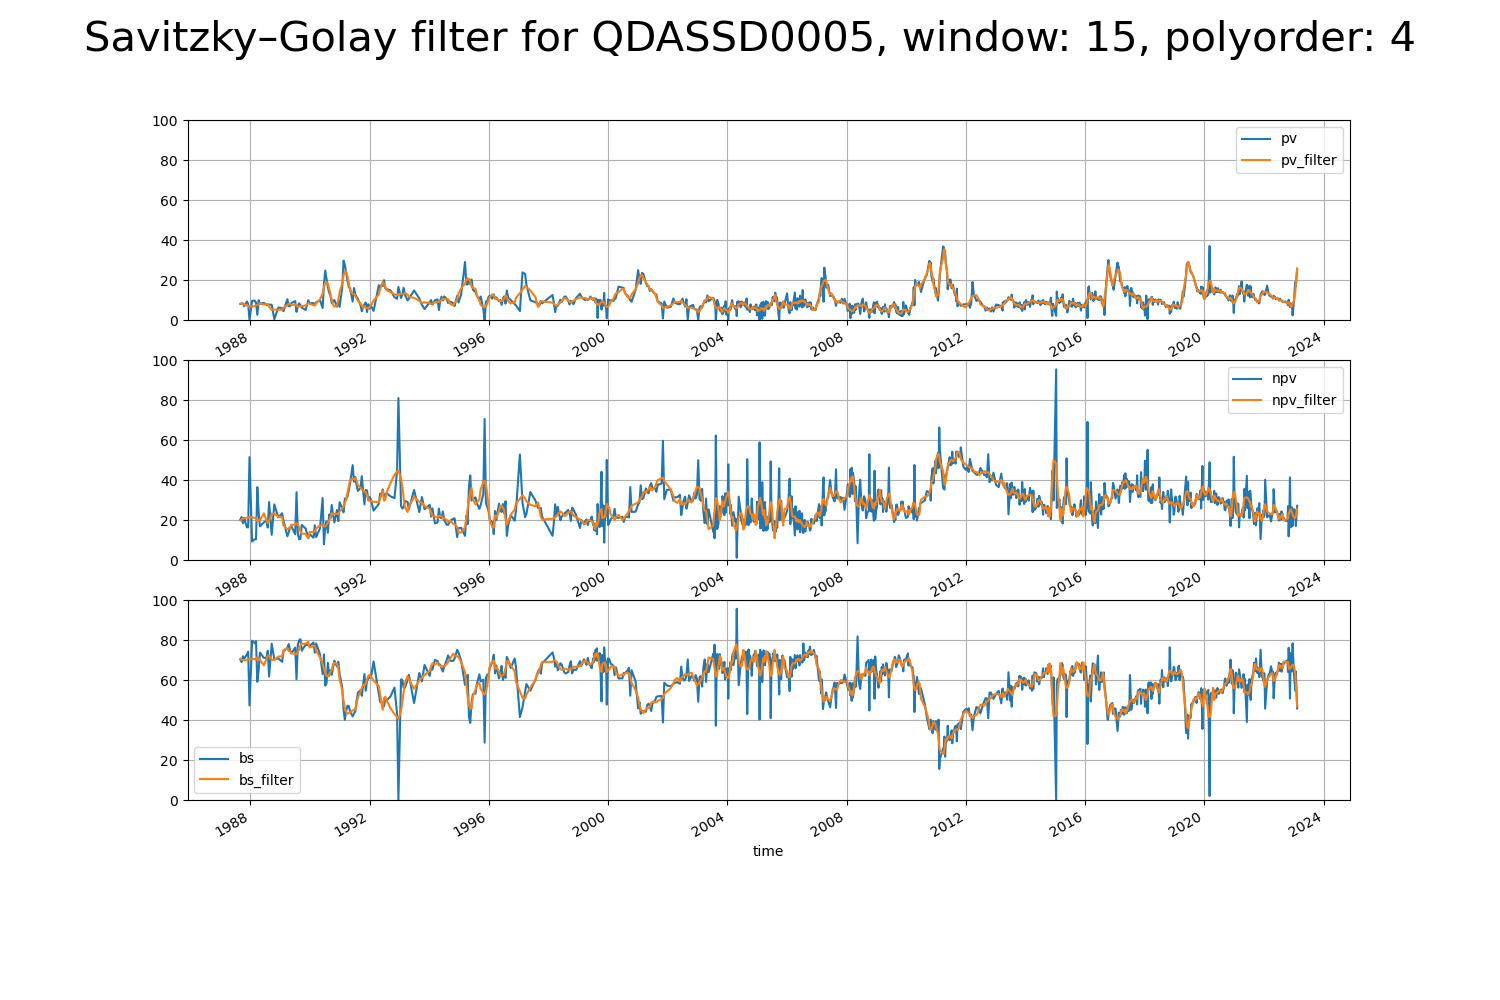 Savitzky–Golay filter for QDASSD0005, window: 15, polyorder: 4
100
80
60
40
20
0
pv
pv_filter
1988 1992 1996 2000 2004 2008 2012 2016 2020 2024
100
80
60
40
20
0
npv
npv_filter
1988 1992 1996 2000 2004 2008 2012 2016 2020 2024
100
80
60
40
20
0
bs
bs_filter
1988 1992 1996 2000 2004 2008 2012 2016 2020 2024
time